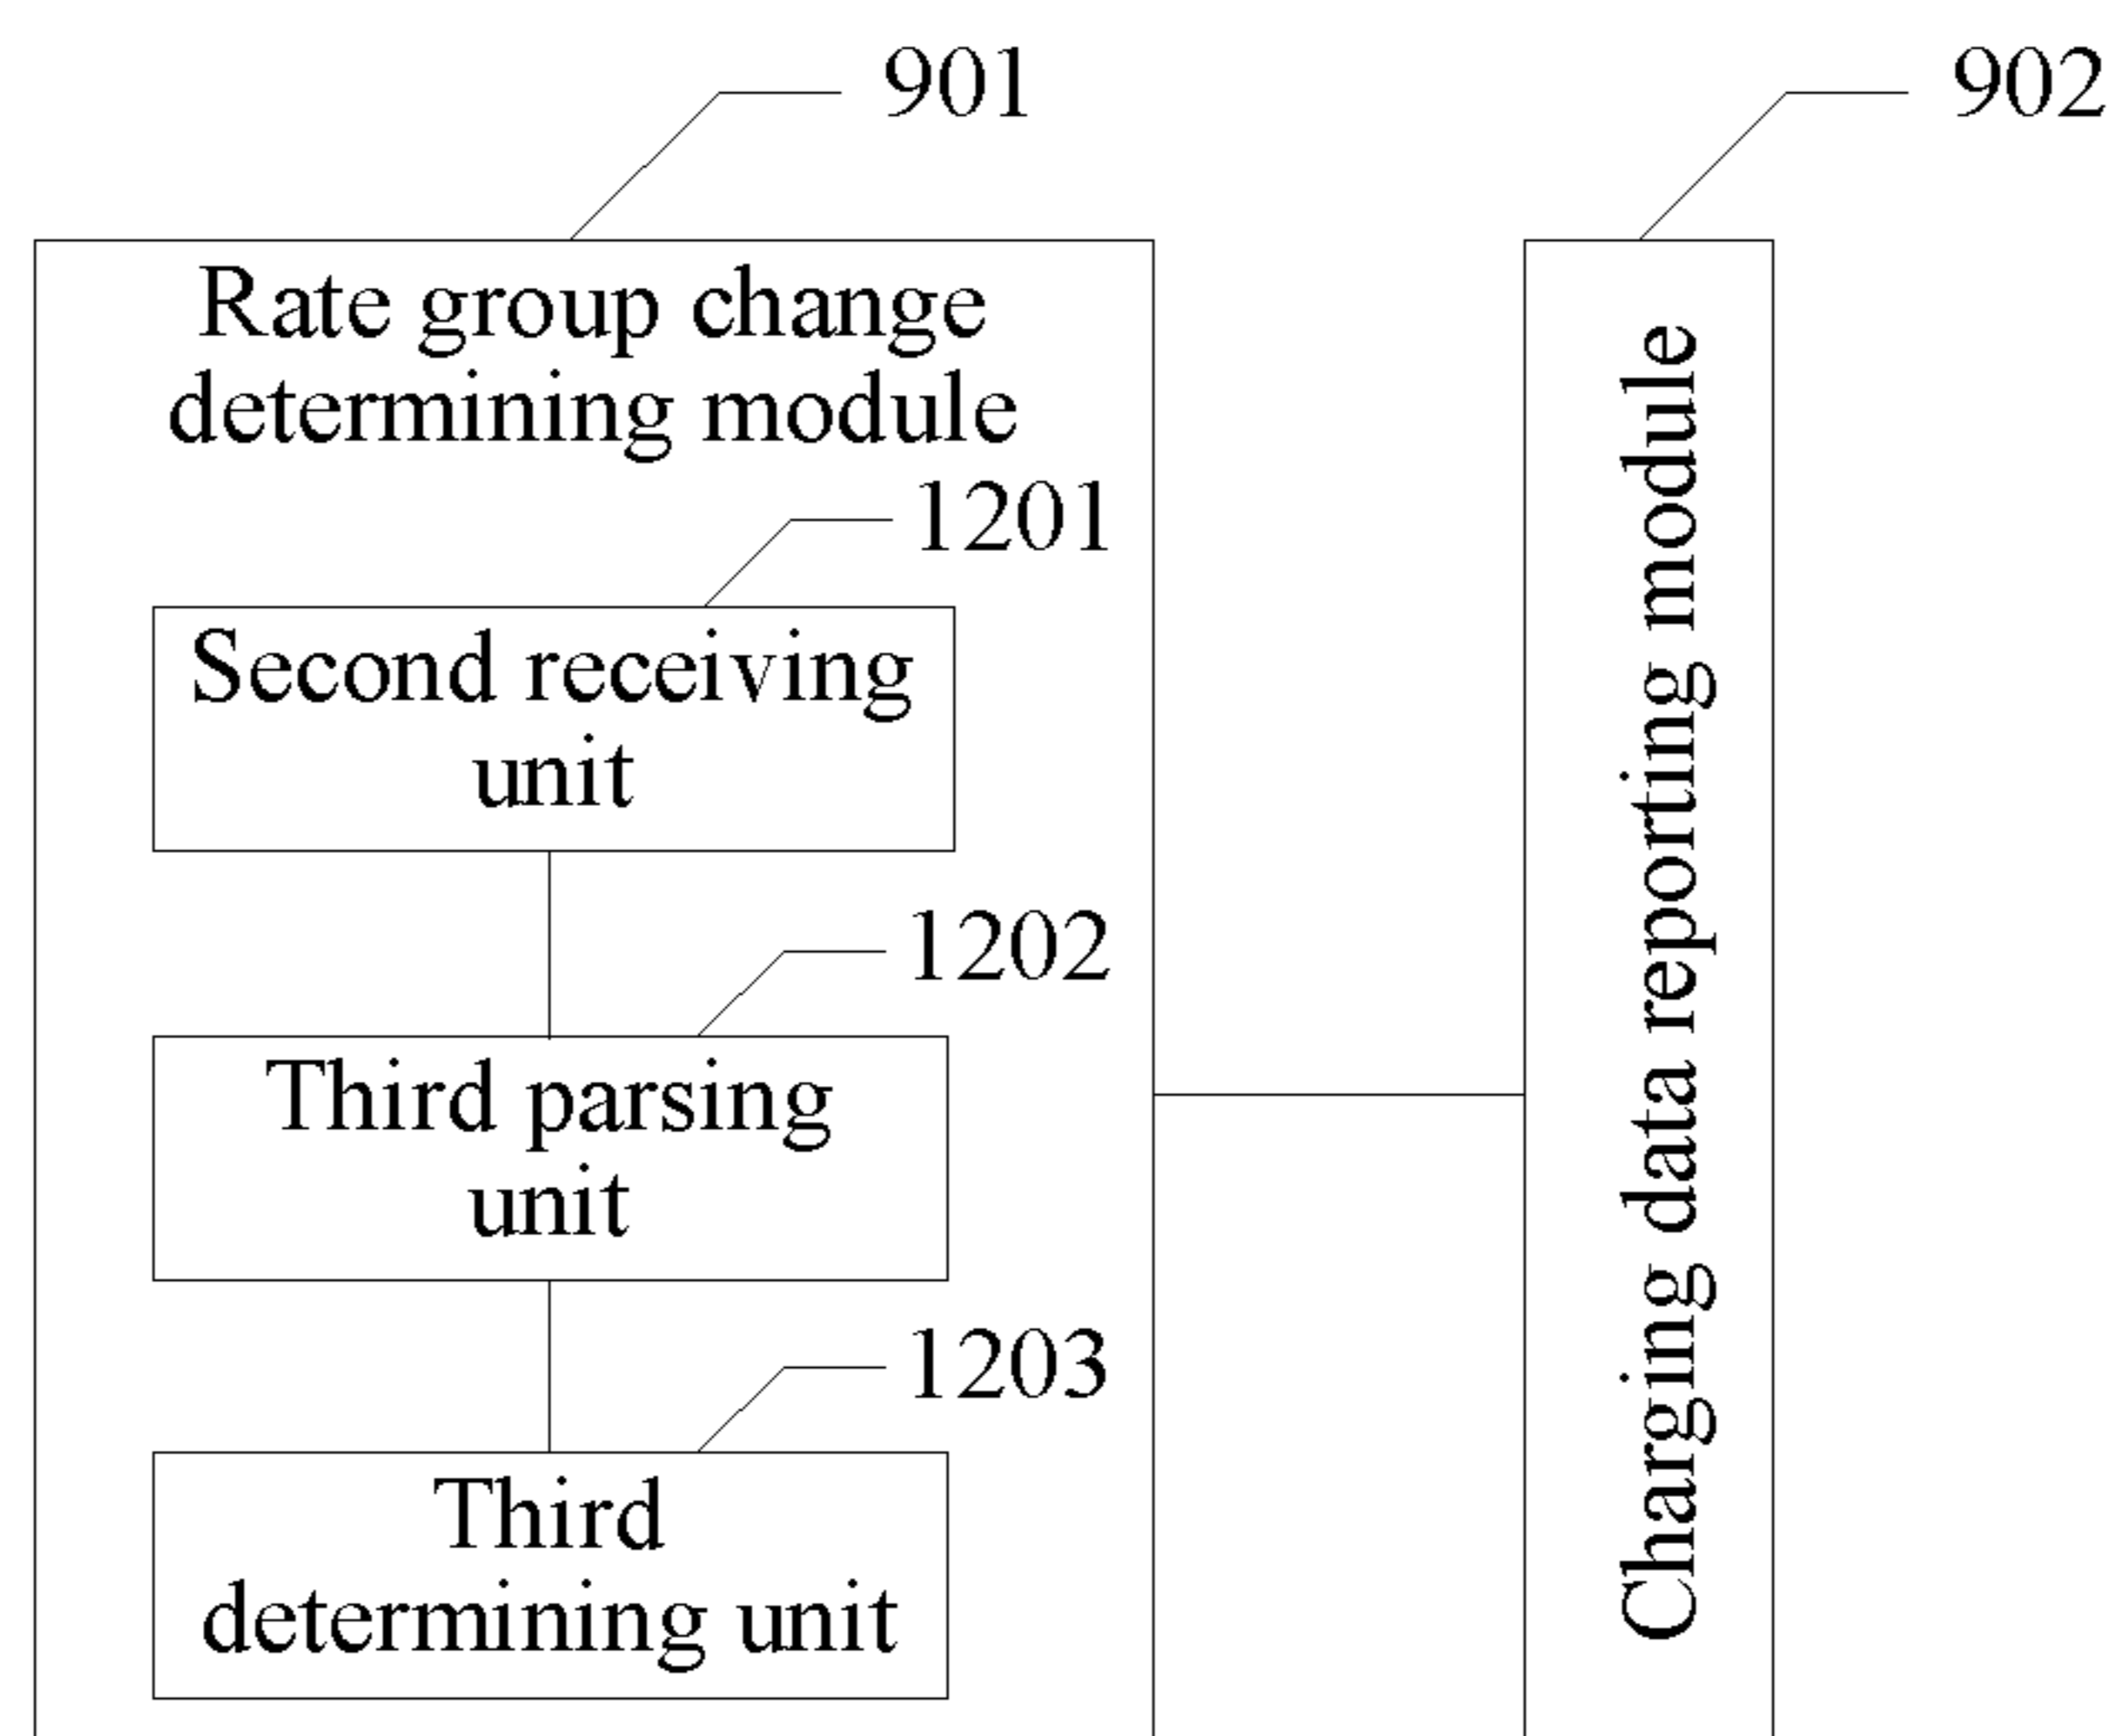 901
902
Rate group change
determining module
1201
Second receiving
unit
1202
Third parsing
unit
1203
Third
determining unit
Charging data reporting module